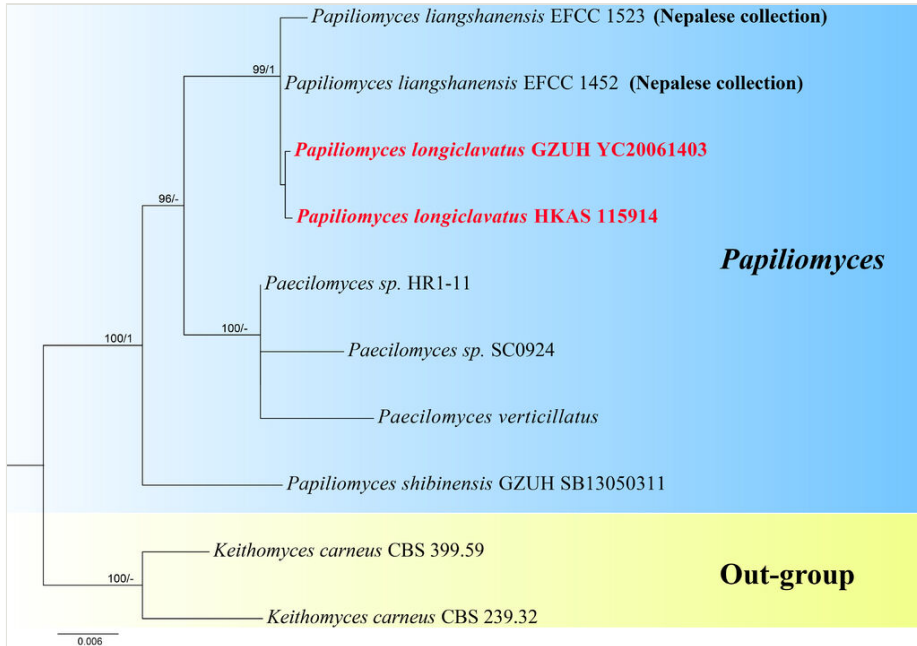 Papiliomyces liangshanensis EFCC 1523 (Nepalese collection)
99/1
Papiliomyces liangshanensis EFCC 1452 (Nepalese collection)
Papiliomyces longiclavatus GZUH YC20061403
96/-
Papiliomyces longiclavatus HKAS 115914
Papiliomyces
Paecilomyces sp. HR1-11
100/-
100/1
Paecilomyces sp. SC0924
Paecilomyces verticillatus
Papiliomyces shibinensis GZUH SB13050311
Keithomyces carneus CBS 399.59
100/-
Out-group
Keithomyces carneus CBS 239.32
0.006